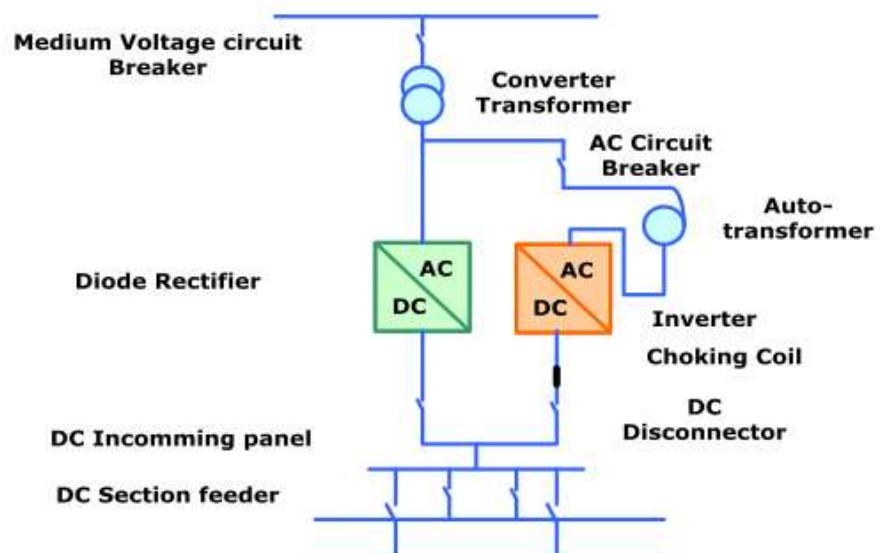 Medium Voltage circuit
Breaker
Converter
Transformer
AC Circuit
Breaker
Auto-
transformer
Diode Rectifier
AC
DC
AC
DC
Inverter
Choking Coil
DC
Disconnector
DC Incomming panel
DC Section feeder